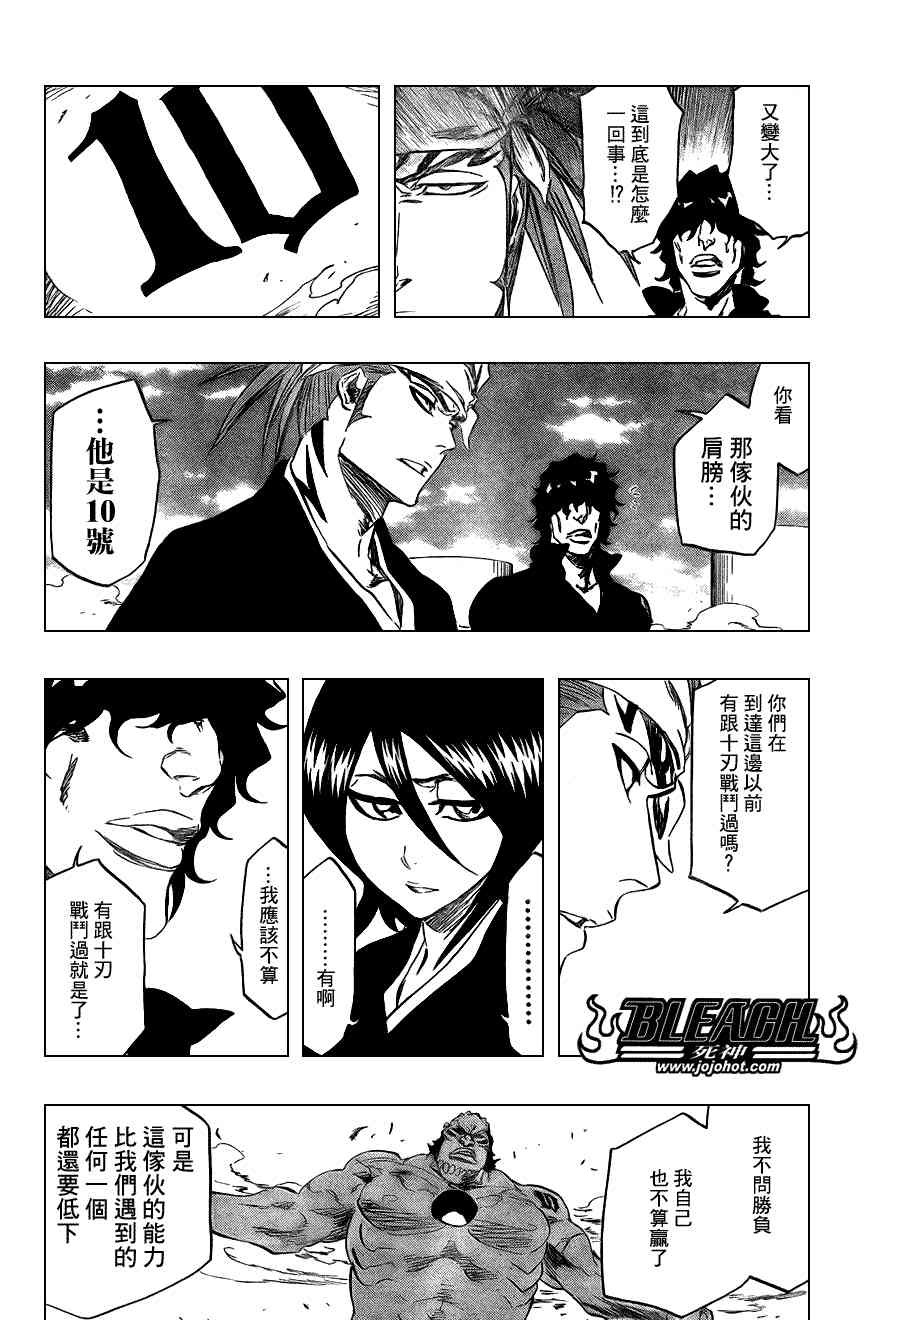 又變大了…
這到底是怎麼
一回事…!?
10
你看
那傢伙的
肩膀…
…他是10號
你們在
到達這邊以前
有跟十刃戰鬥過嗎?
…………
………有啊
…我應該不算
有跟十刃
戰鬥過就是了…
BLEACH
死神
www.jojohot.com
我不問勝負
我自己
也不算贏了
10
可是
這傢伙的能力
比我們遇到的
任何一個
都還要低下